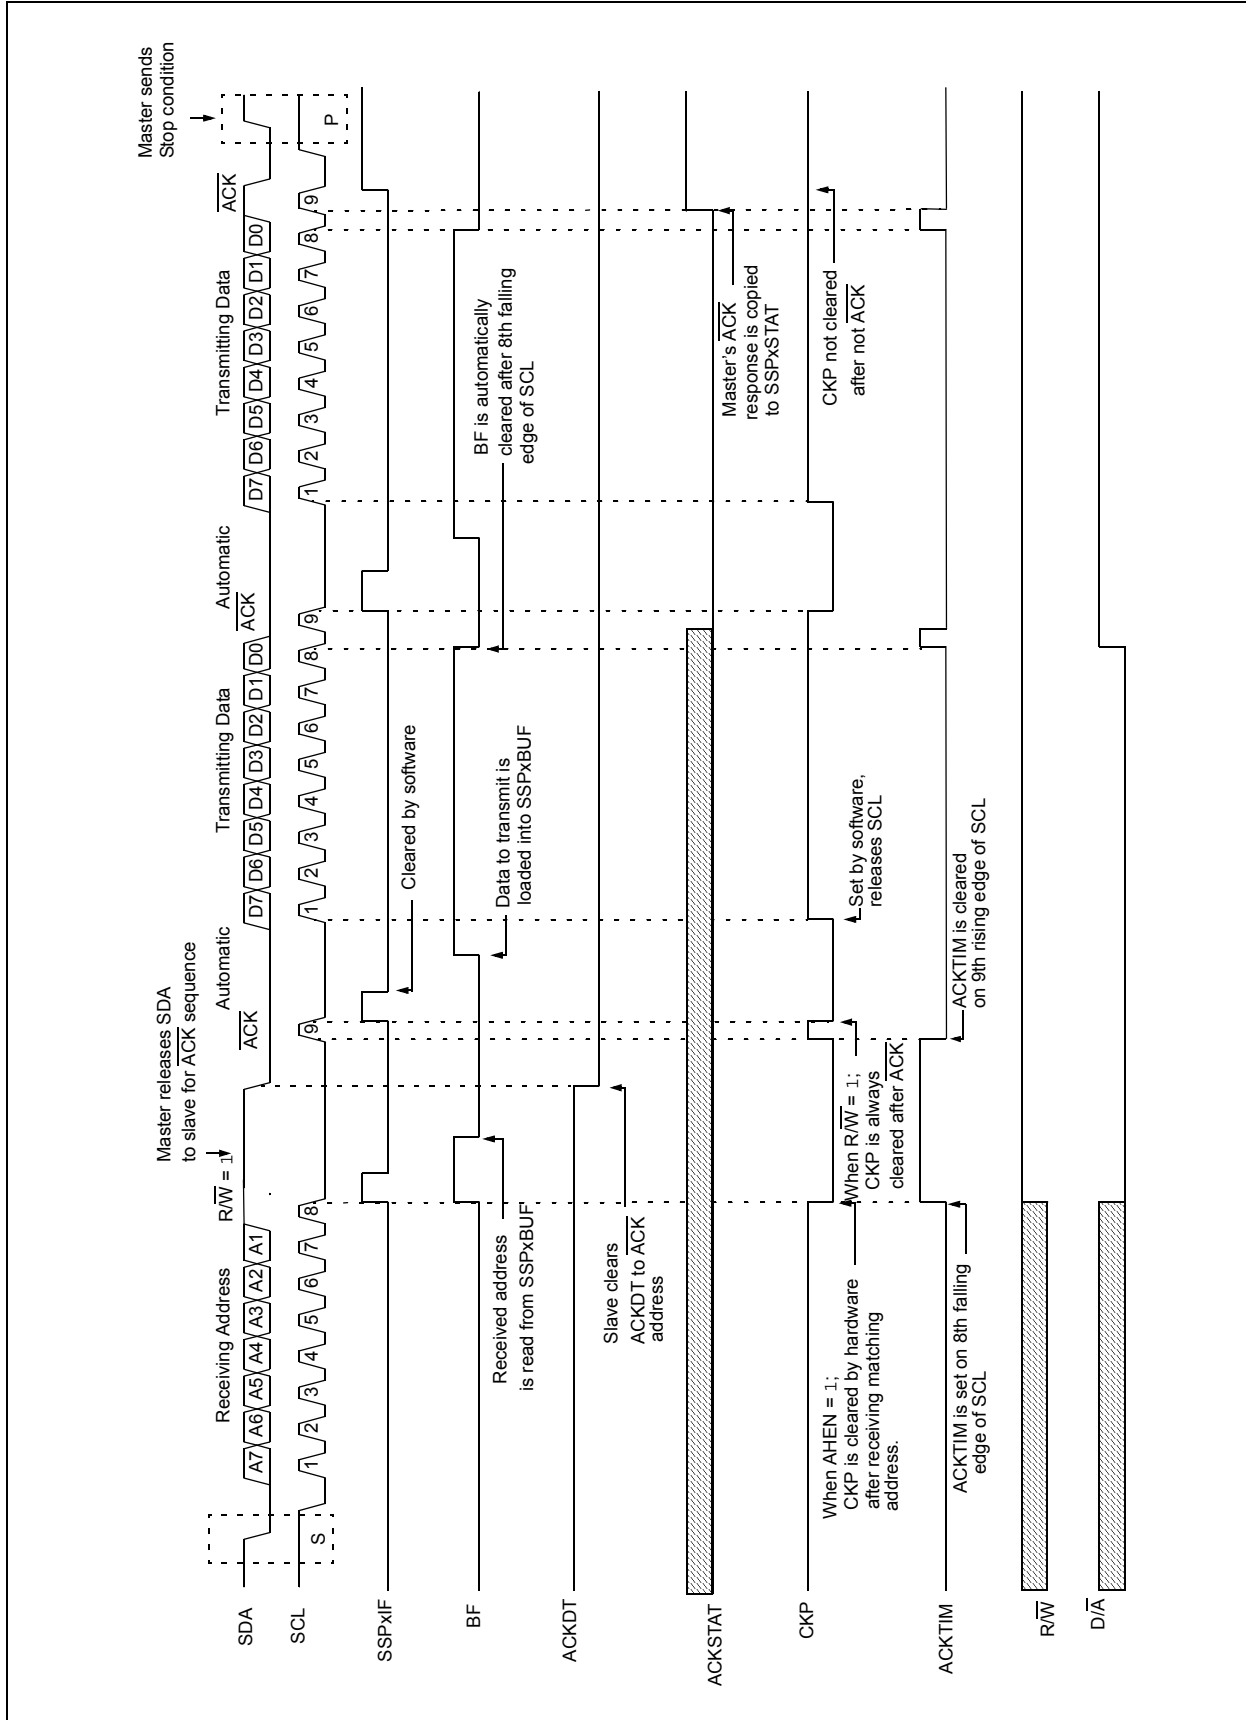 Master releases SDA
to slave for A̅C̅K̅ sequence
Master sends
Stop condition
Receiving Address
R/W̅ = 1
A̅C̅K̅
Automatic
Transmitting Data
A̅C̅K̅
Automatic
Transmitting Data
A̅C̅K̅
SDA
A7 A6 A5 A4 A3 A2 A1
D7 D6 D5 D4 D3 D2 D1 D0
D7 D6 D5 D4 D3 D2 D1 D0
SCL
S
1 2 3 4 5 6 7 8 9
1 2 3 4 5 6 7 8 9
1 2 3 4 5 6 7 8 9
P
SSPxIF
Cleared by software
BF
Received address
is read from SSPxBUF
Data to transmit is
loaded into SSPxBUF
BF is automatically
cleared after 8th falling
edge of SCL
ACKDT
Slave clears
ACKDT to A̅C̅K̅
address
ACKSTAT
Master's A̅C̅K̅
response is copied
to SSPxSTAT
CKP
When AHEN = 1;
CKP is cleared by hardware
after receiving matching
address.
When R/W̅ = 1;
CKP is always
cleared after A̅C̅K̅
Set by software,
releases SCL
CKP not cleared
after not A̅C̅K̅
ACKTIM
ACKTIM is set on 8th falling
edge of SCL
ACKTIM is cleared
on 9th rising edge of SCL
R/W̅
D/A̅